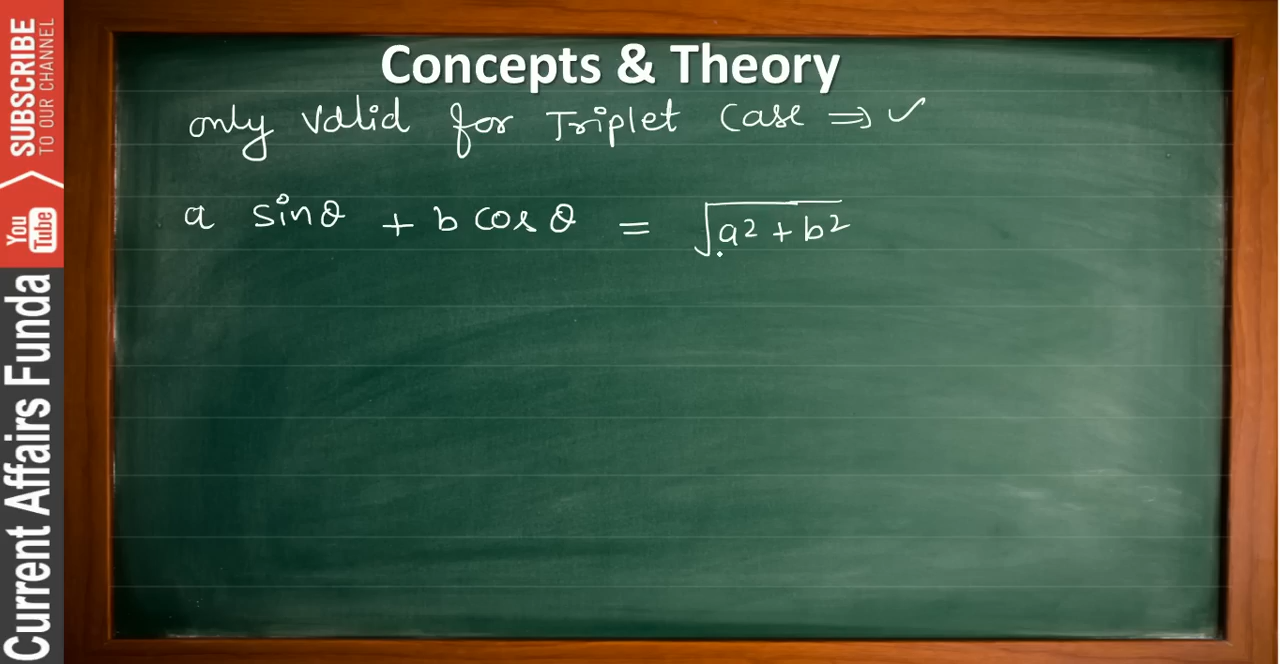 Concepts & Theory
only valid for Triplet Case ⇒ ✓
a sinθ + b cosθ = √a² + b²
SUBSCRIBE
TO OUR CHANNEL
You
Tube
Current Affairs Funda